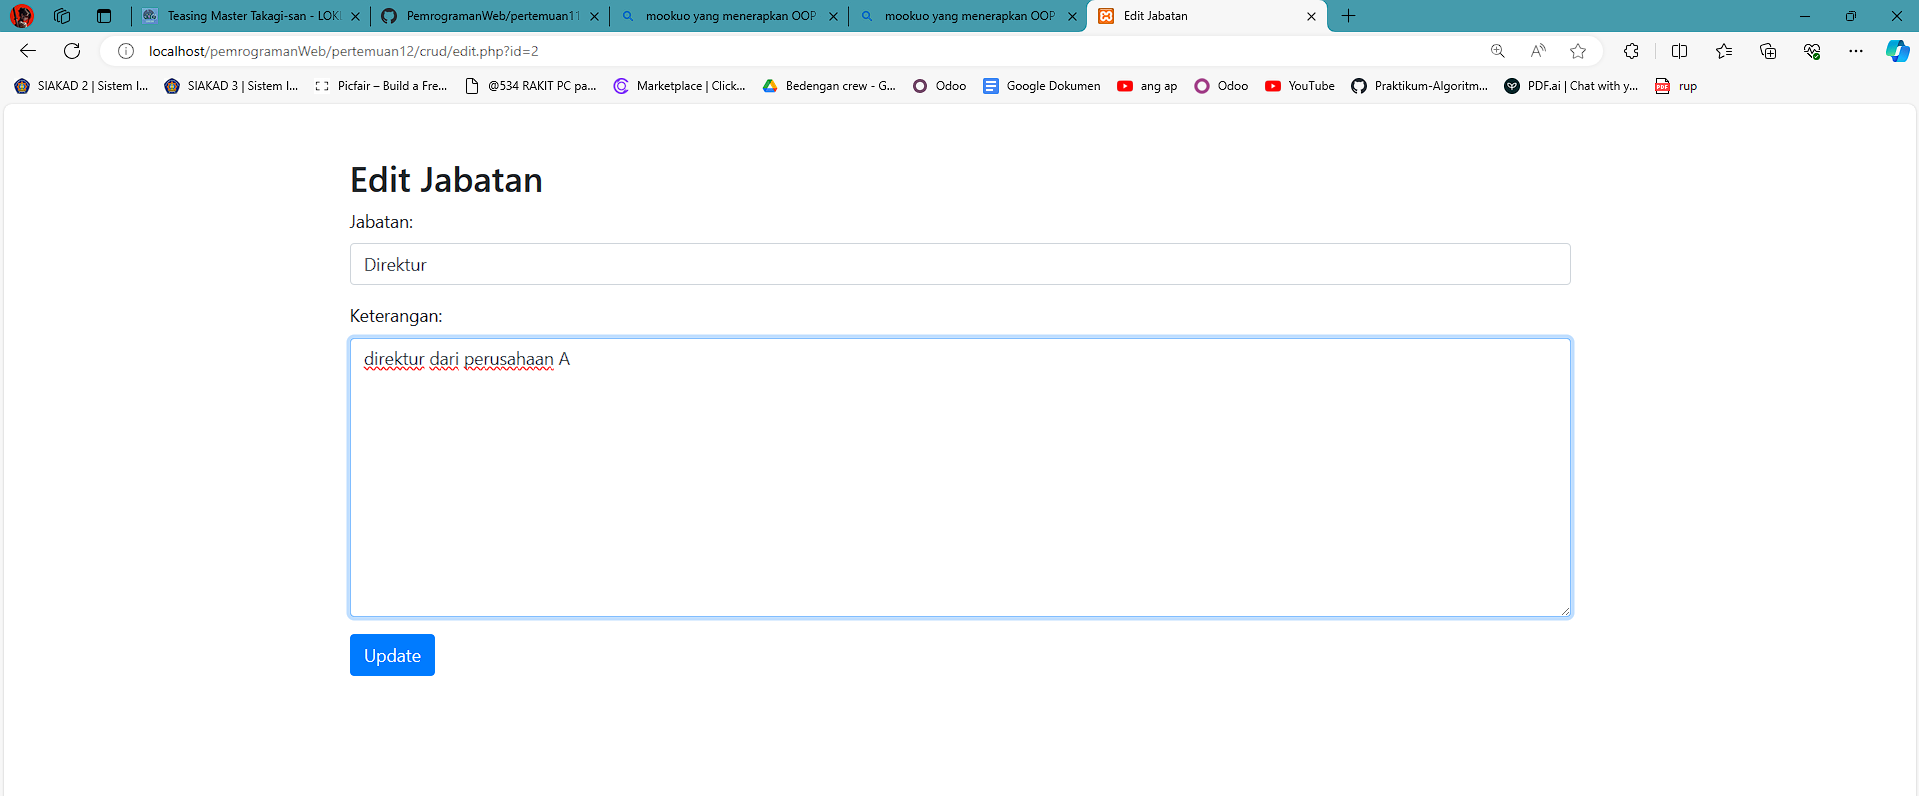 Teasing Master Takagi-san - LOKI
PemrogramanWeb/pertemuan11
mookuo yang menerapkan OOP
mookuo yang menerapkan OOP
Edit Jabatan
localhost/pemrogramanWeb/pertemuan12/crud/edit.php?id=2
SIAKAD 2 | Sistem I...
SIAKAD 3 | Sistem I...
Picfair – Build a Fre...
@534 RAKIT PC pa...
Marketplace | Click...
Bedengan crew - G...
Odoo
Google Dokumen
ang ap
Odoo
YouTube
Praktikum-Algoritm...
PDF.ai | Chat with y...
rup
Edit Jabatan
Jabatan:
Direktur
Keterangan:
direktur dari perusahaan A
Update